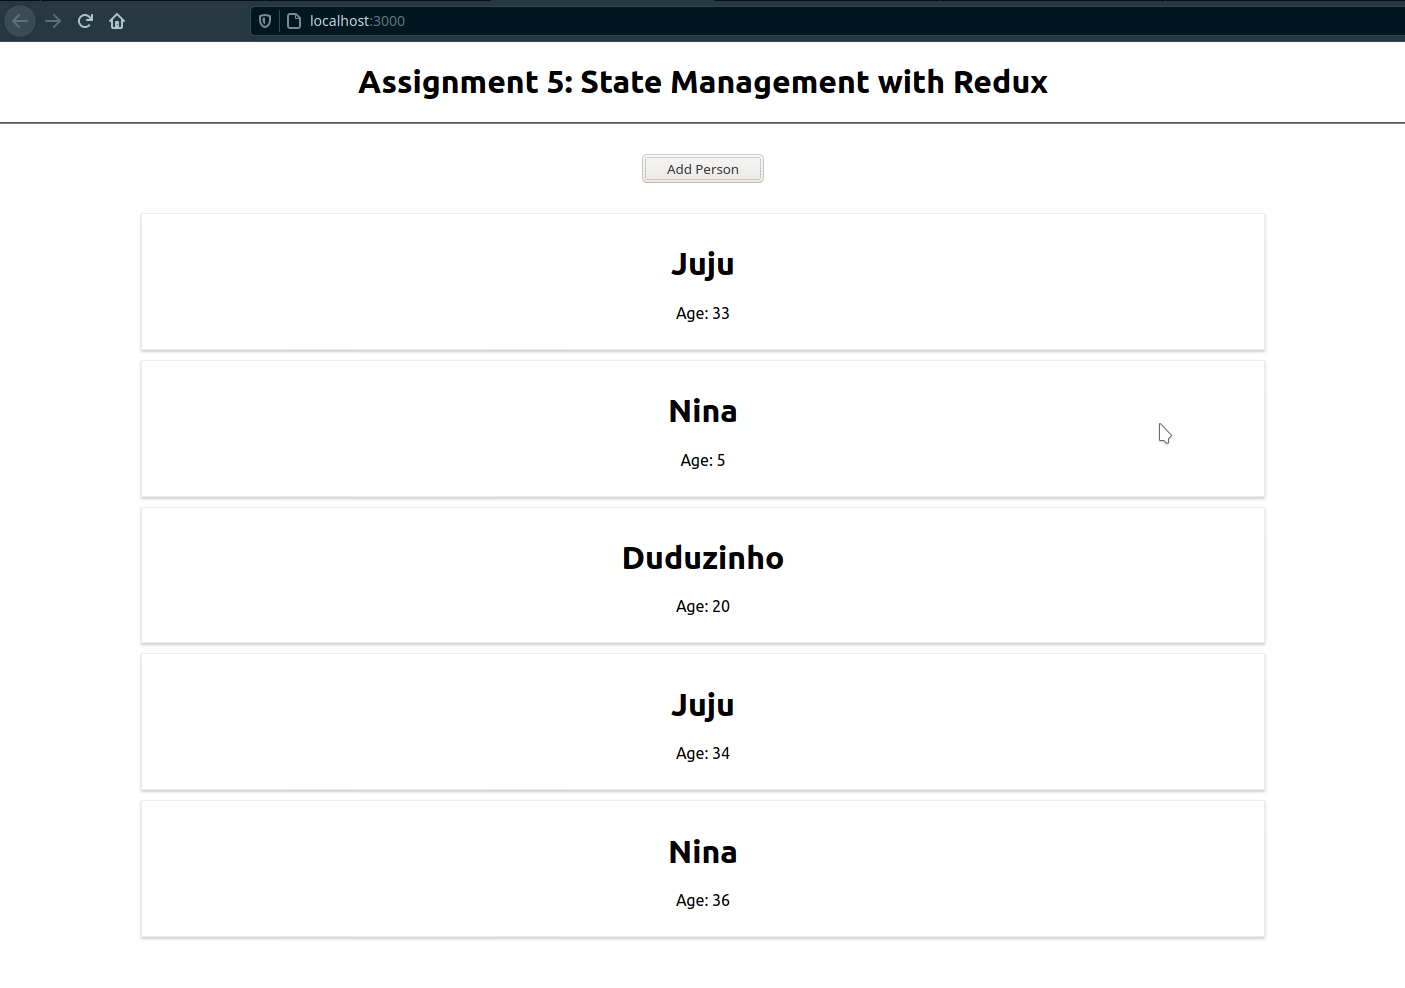 localhost:3000
Assignment 5: State Management with Redux
Add Person
Juju
Age: 33
Nina
Age: 5
Duduzinho
Age: 20
Juju
Age: 34
Nina
Age: 36